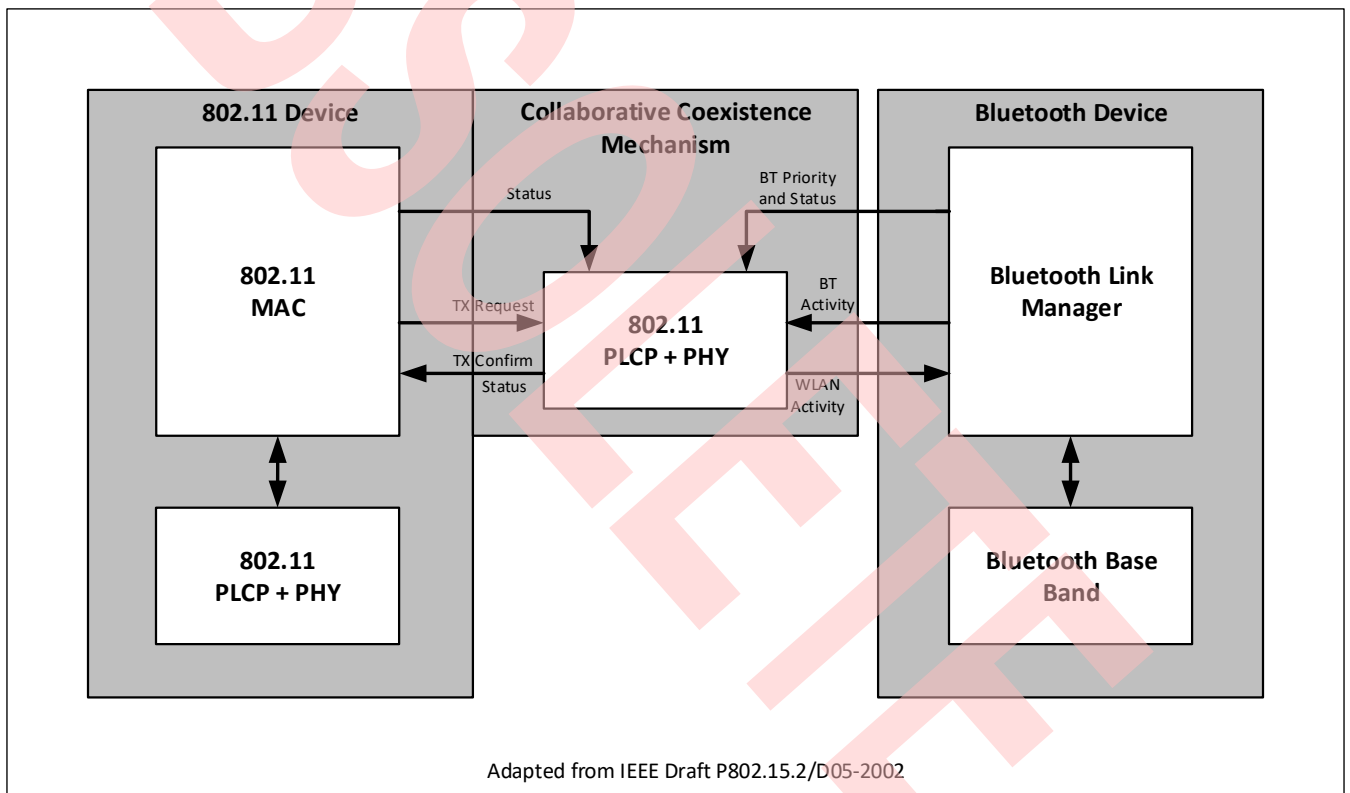 802.11 Device
Collaborative Coexistence
Mechanism
Bluetooth Device
Status
BT Priority
and Status
802.11
MAC
TX Request
TX Confirm
Status
802.11
PLCP + PHY
BT
Activity
WLAN
Activity
Bluetooth Link
Manager
802.11
PLCP + PHY
Bluetooth Base
Band
Adapted from IEEE Draft P802.15.2/D05-2002
OBSOLETE